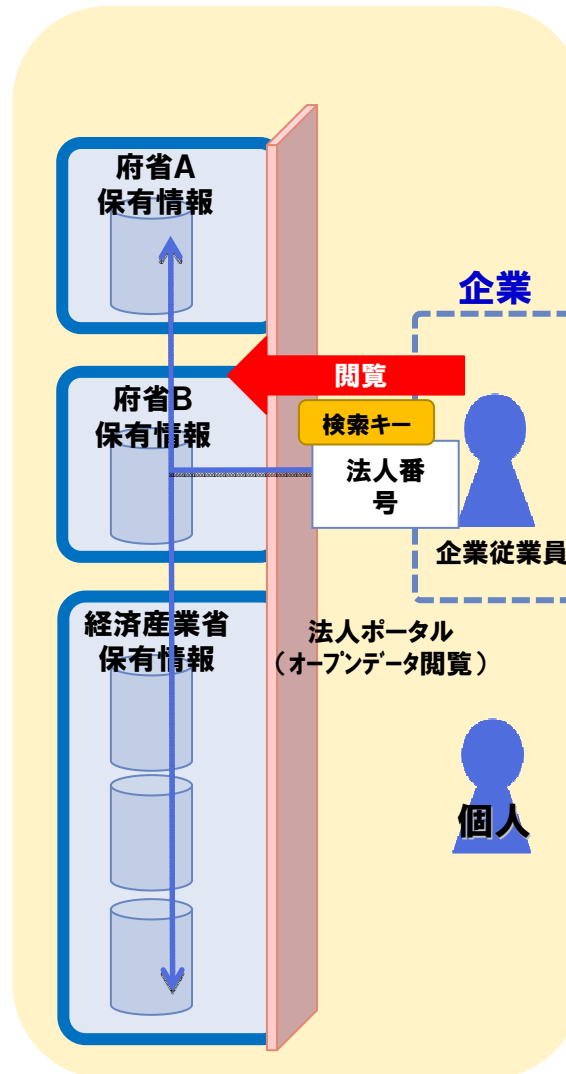 府省A
保有情報
企業
閲覧
府省B
保有情報
検索キー
法人番
号
企業従業員
経済産業省
保有情報
法人ポータル
（オープンデータ閲覧）
個人